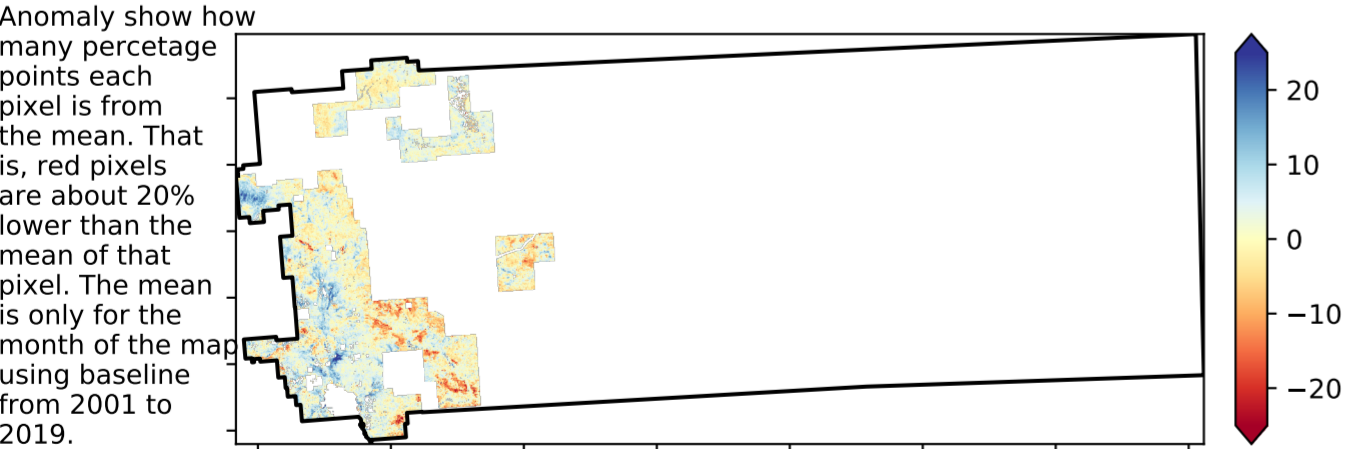 Anomaly show how
many percetage
points each
pixel is from
the mean. That
is, red pixels
are about 20%
lower than the
mean of that
pixel. The mean
is only for the
month of the map
using baseline
from 2001 to
2019.
20
10
0
−10
−20